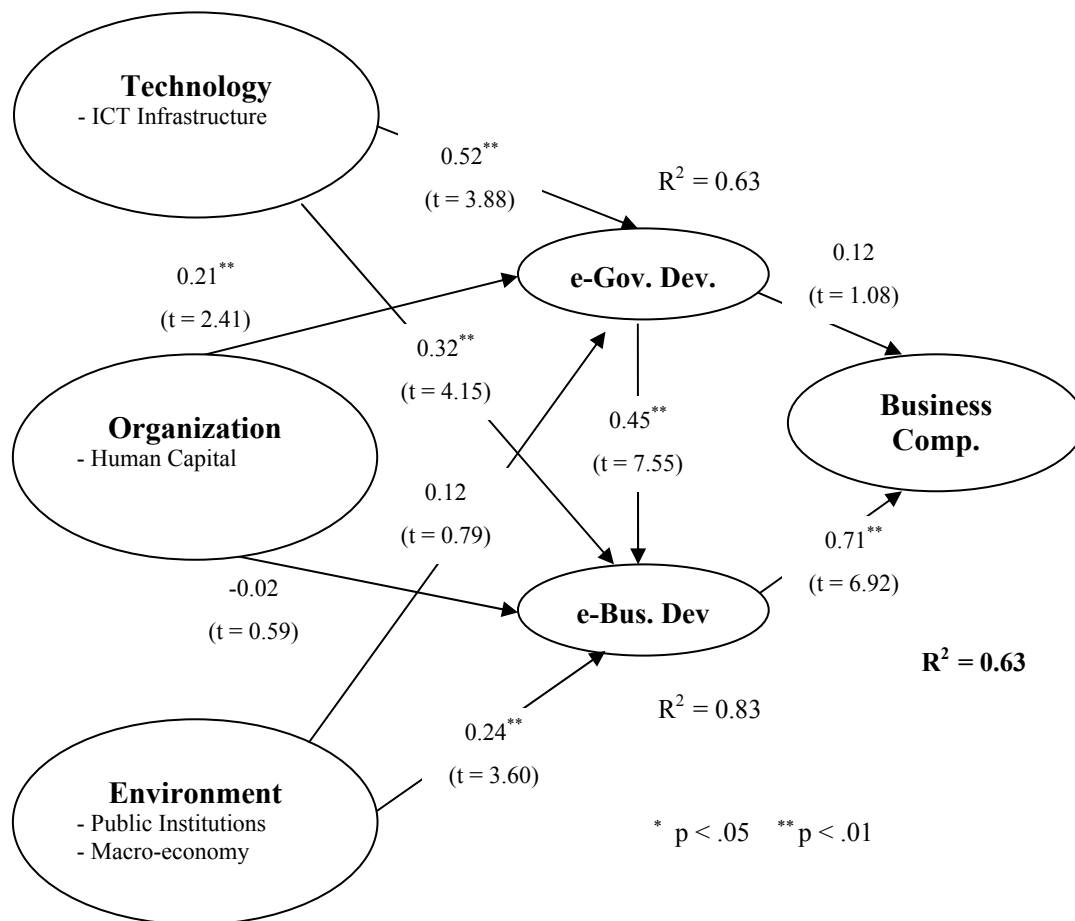 Technology
- ICT Infrastructure
0.52**
(t = 3.88)
R² = 0.63
e-Gov. Dev.
0.12
(t = 1.08)
0.21**
(t = 2.41)
0.32**
(t = 4.15)
Organization
- Human Capital
0.45**
(t = 7.55)
Business
Comp.
0.12
(t = 0.79)
0.71**
(t = 6.92)
-0.02
(t = 0.59)
e-Bus. Dev
R² = 0.63
R² = 0.83
0.24**
(t = 3.60)
Environment
- Public Institutions
- Macro-economy
* p < .05 ** p < .01